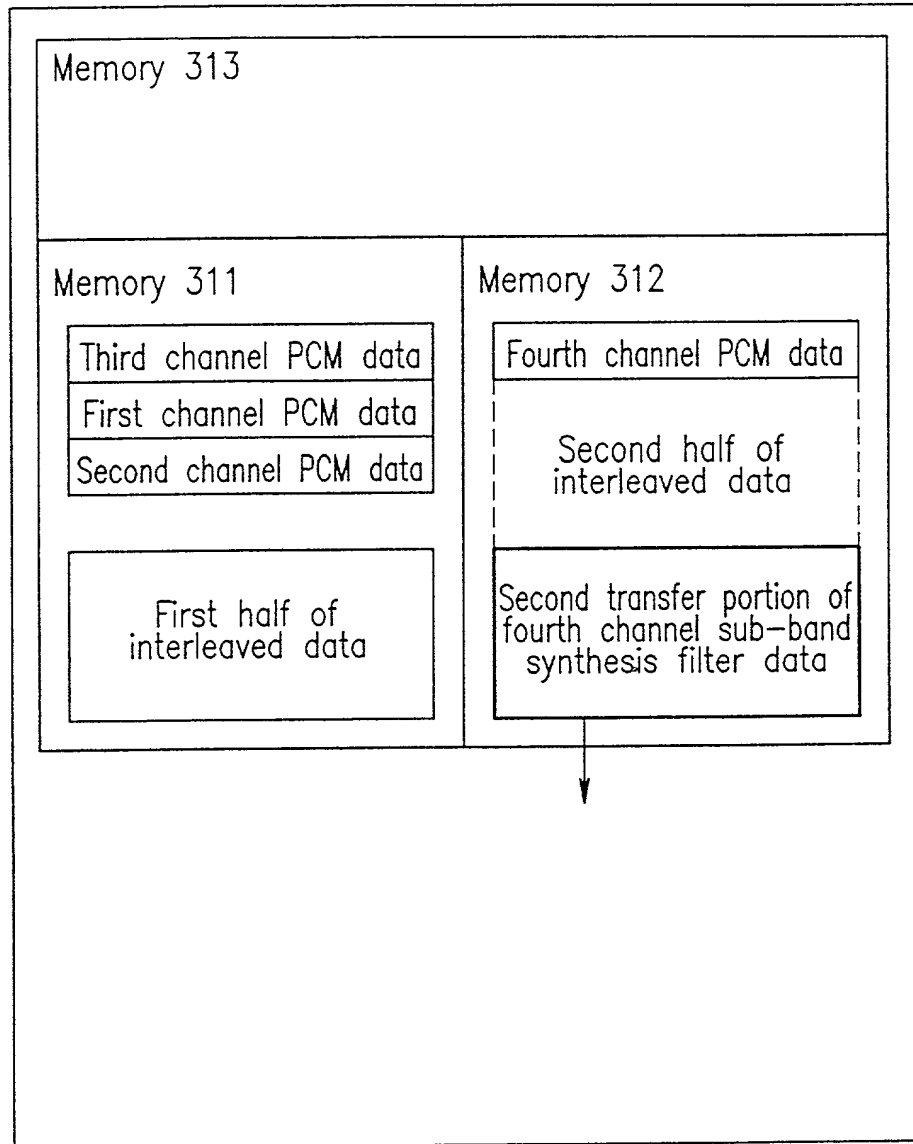 Memory 313
Memory 311
Third channel PCM data
First channel PCM data
Second channel PCM data
First half of
interleaved data
Memory 312
Fourth channel PCM data
Second half of
interleaved data
Second transfer portion of
fourth channel sub-band
synthesis filter data